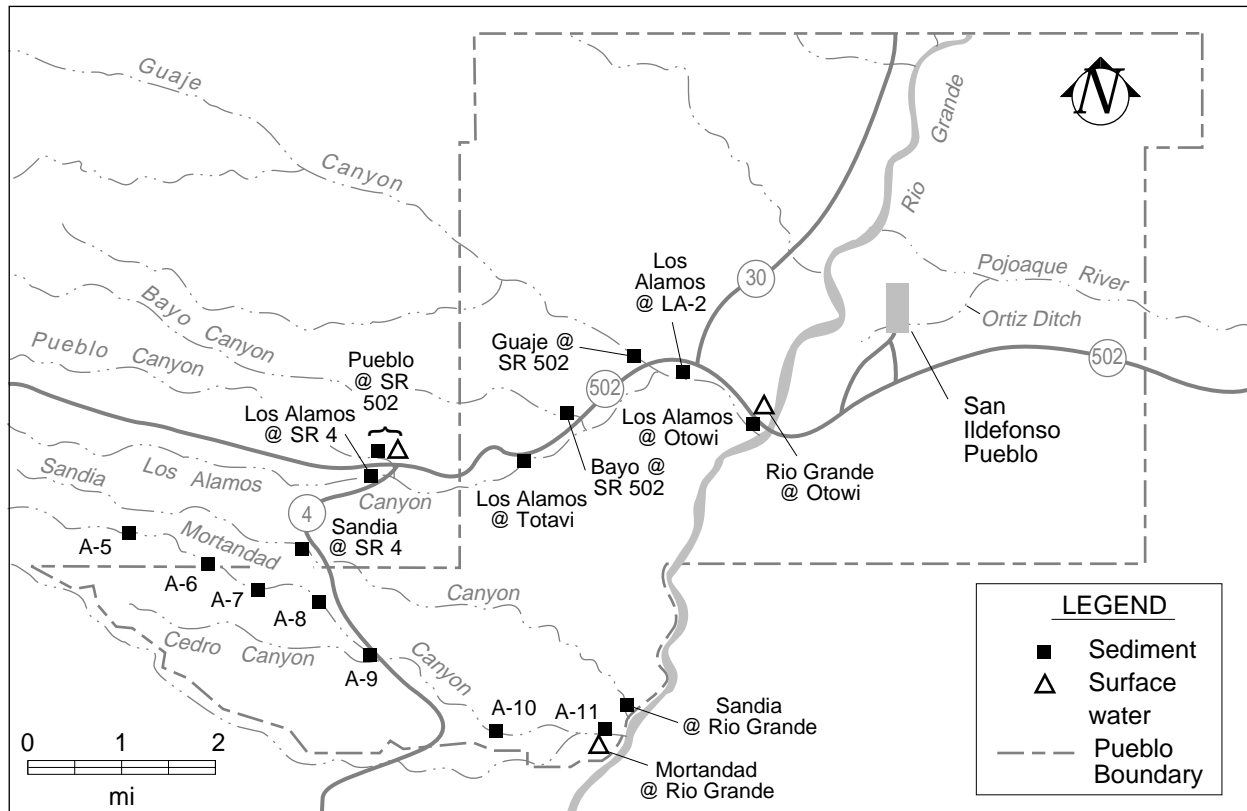 Guaje
Canyon
N
Grande
Rio
Bayo Canyon
Pueblo Canyon
Los
Alamos
@ LA-2
30
Pojoaque River
Ortiz Ditch
Guaje @
SR 502
Pueblo
@ SR
502
502
502
Los Alamos
@ SR 4
Los Alamos
@ Otowi
San
Ildefonso
Pueblo
Sandia
Los Alamos
Canyon
Bayo @
SR 502
Rio Grande
@ Otowi
Los Alamos
@ Totavi
4
Sandia
@ SR 4
Mortandad
A-5
A-6
A-7
A-8
Canyon
Cedro Canyon
Canyon
A-9
A-10
A-11
Sandia
@ Rio Grande
Mortandad
@ Rio Grande
0 1 2
mi
LEGEND
Sediment
Surface
water
Pueblo
Boundary